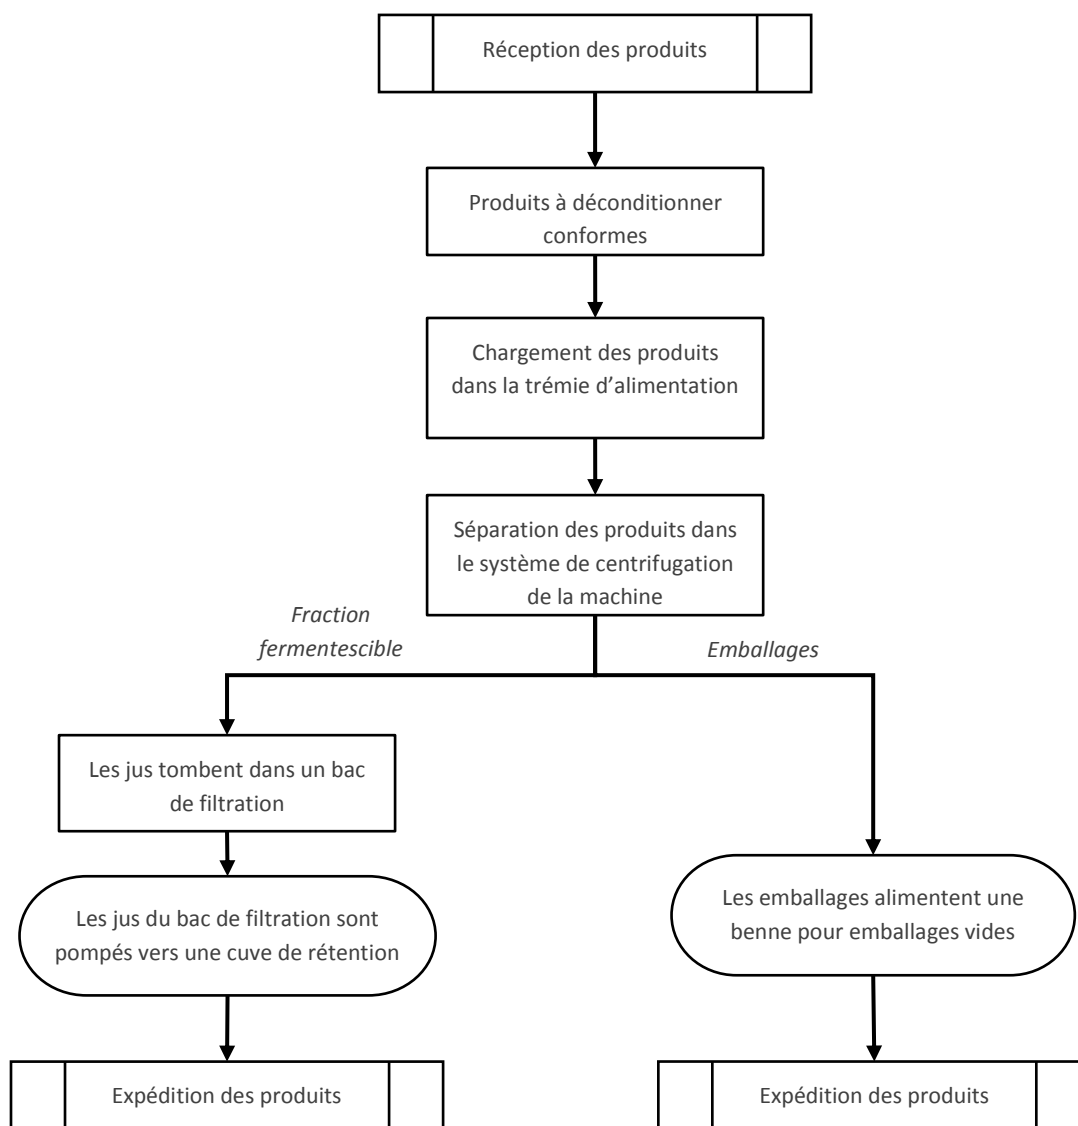 Réception des produits
Produits à déconditionner
conformes
Chargement des produits
dans la trémie d’alimentation
Séparation des produits dans
le système de centrifugation
de la machine
Fraction
fermentescible
Emballages
Les jus tombent dans un bac
de filtration
Les jus du bac de filtration sont
pompés vers une cuve de rétention
Les emballages alimentent une
benne pour emballages vides
Expédition des produits
Expédition des produits